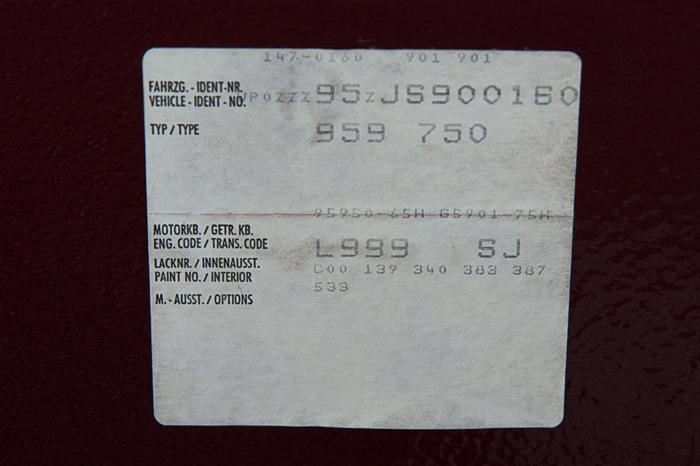 147-0160 901 901
FAHRZG. - IDENT-NR.
VEHICLE - IDENT - NO. WP0ZZZ95ZJS900160
TYP / TYPE 959 750
95950-65H G5901-75H
MOTORKB. / GETR. KB.
ENG. CODE / TRANS. CODE L999 SJ
LACKNR. / INNENAUSST. C00 139 340 383 387
PAINT NO. / INTERIOR 533
M. - AUSST. / OPTIONS